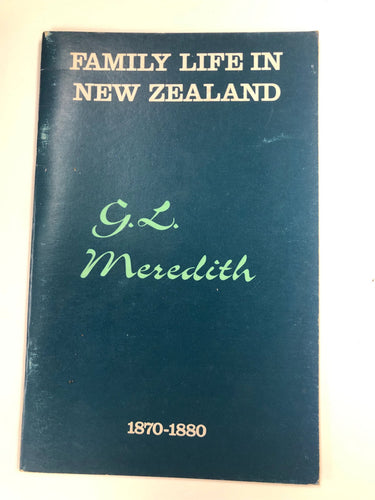 FAMILY LIFE IN
NEW ZEALAND
G.L.
Meredith
1870-1880